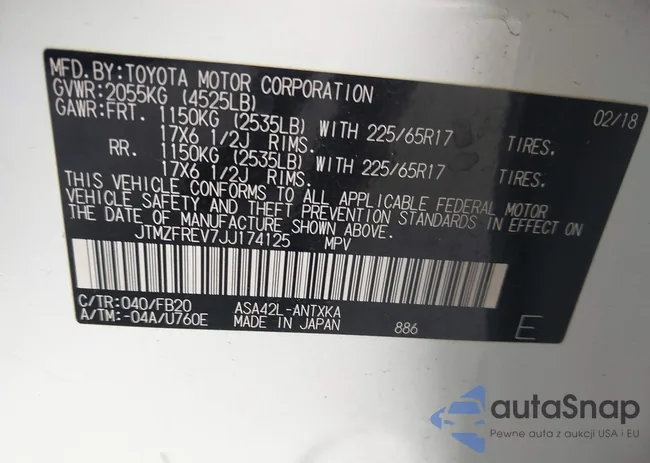 MFD.BY:TOYOTA MOTOR CORPORATION 02/18
GVWR:2055KG (4525LB)
GAWR:FRT. 1150KG (2535LB) WITH 225/65R17 TIRES.
17X6 1/2J RIMS.
RR. 1150KG (2535LB) WITH 225/65R17 TIRES.
17X6 1/2J RIMS.
THIS VEHICLE CONFORMS TO ALL APPLICABLE FEDERAL MOTOR
VEHICLE SAFETY AND THEFT PREVENTION STANDARDS IN EFFECT ON
THE DATE OF MANUFACTURE SHOWN ABOVE.
JTMZFREV7JJ174125 MPV
C/TR:040/FB20 ASA42L-ANTXKA
A/TM:-04A/U760E MADE IN JAPAN 886 E
autaSnap
Pewne auta z aukcji USA i EU